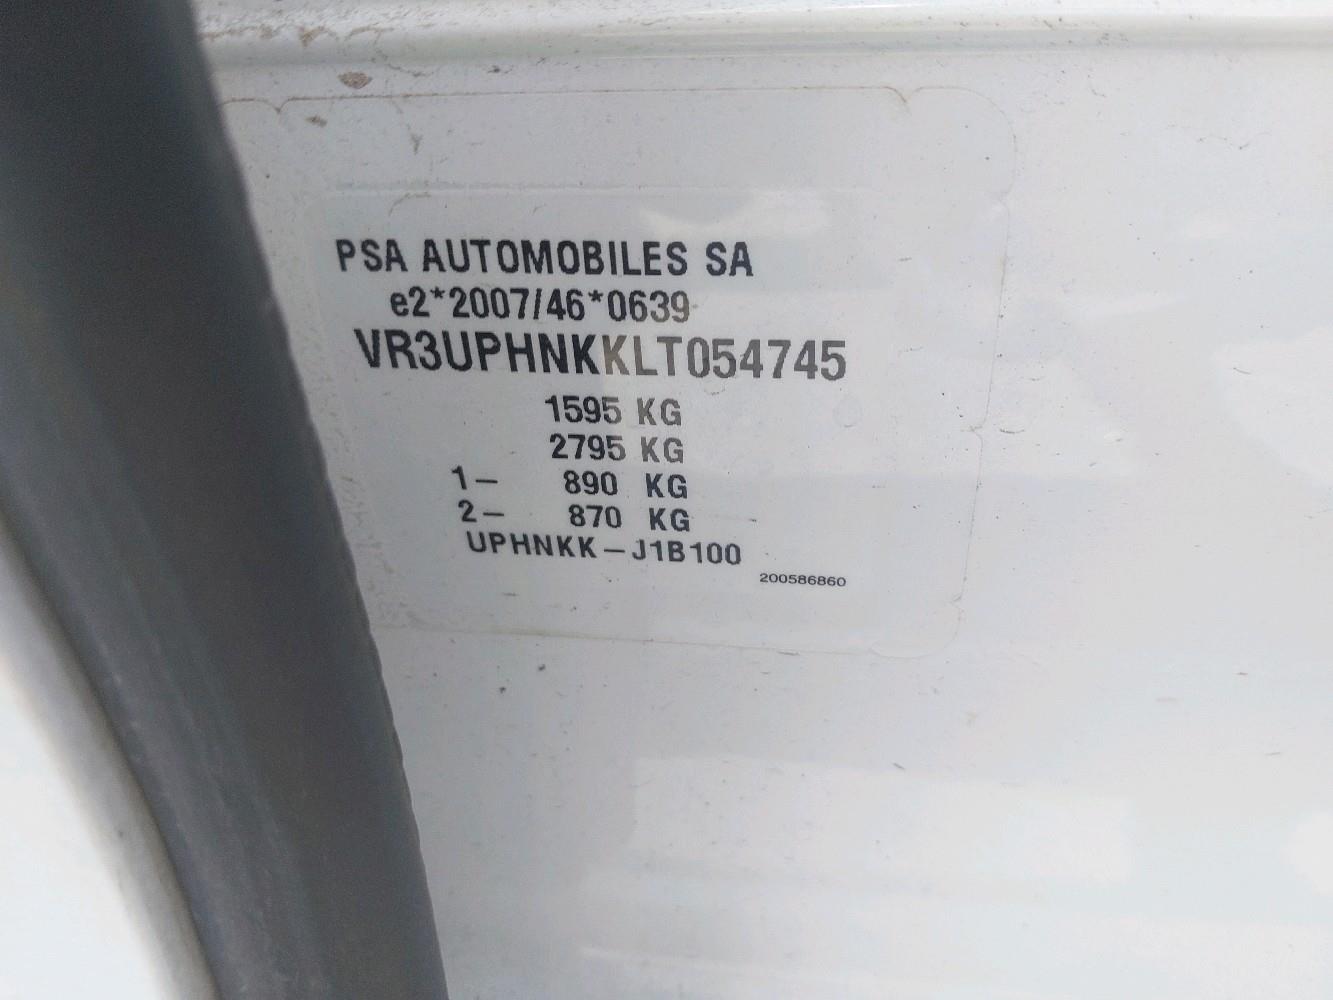 PSA AUTOMOBILES SA
e2*2007/46*0639
VR3UPHNKKLT054745
1595 KG
2795 KG
1- 890 KG
2- 870 KG
UPHNKK-J1B100
200586860